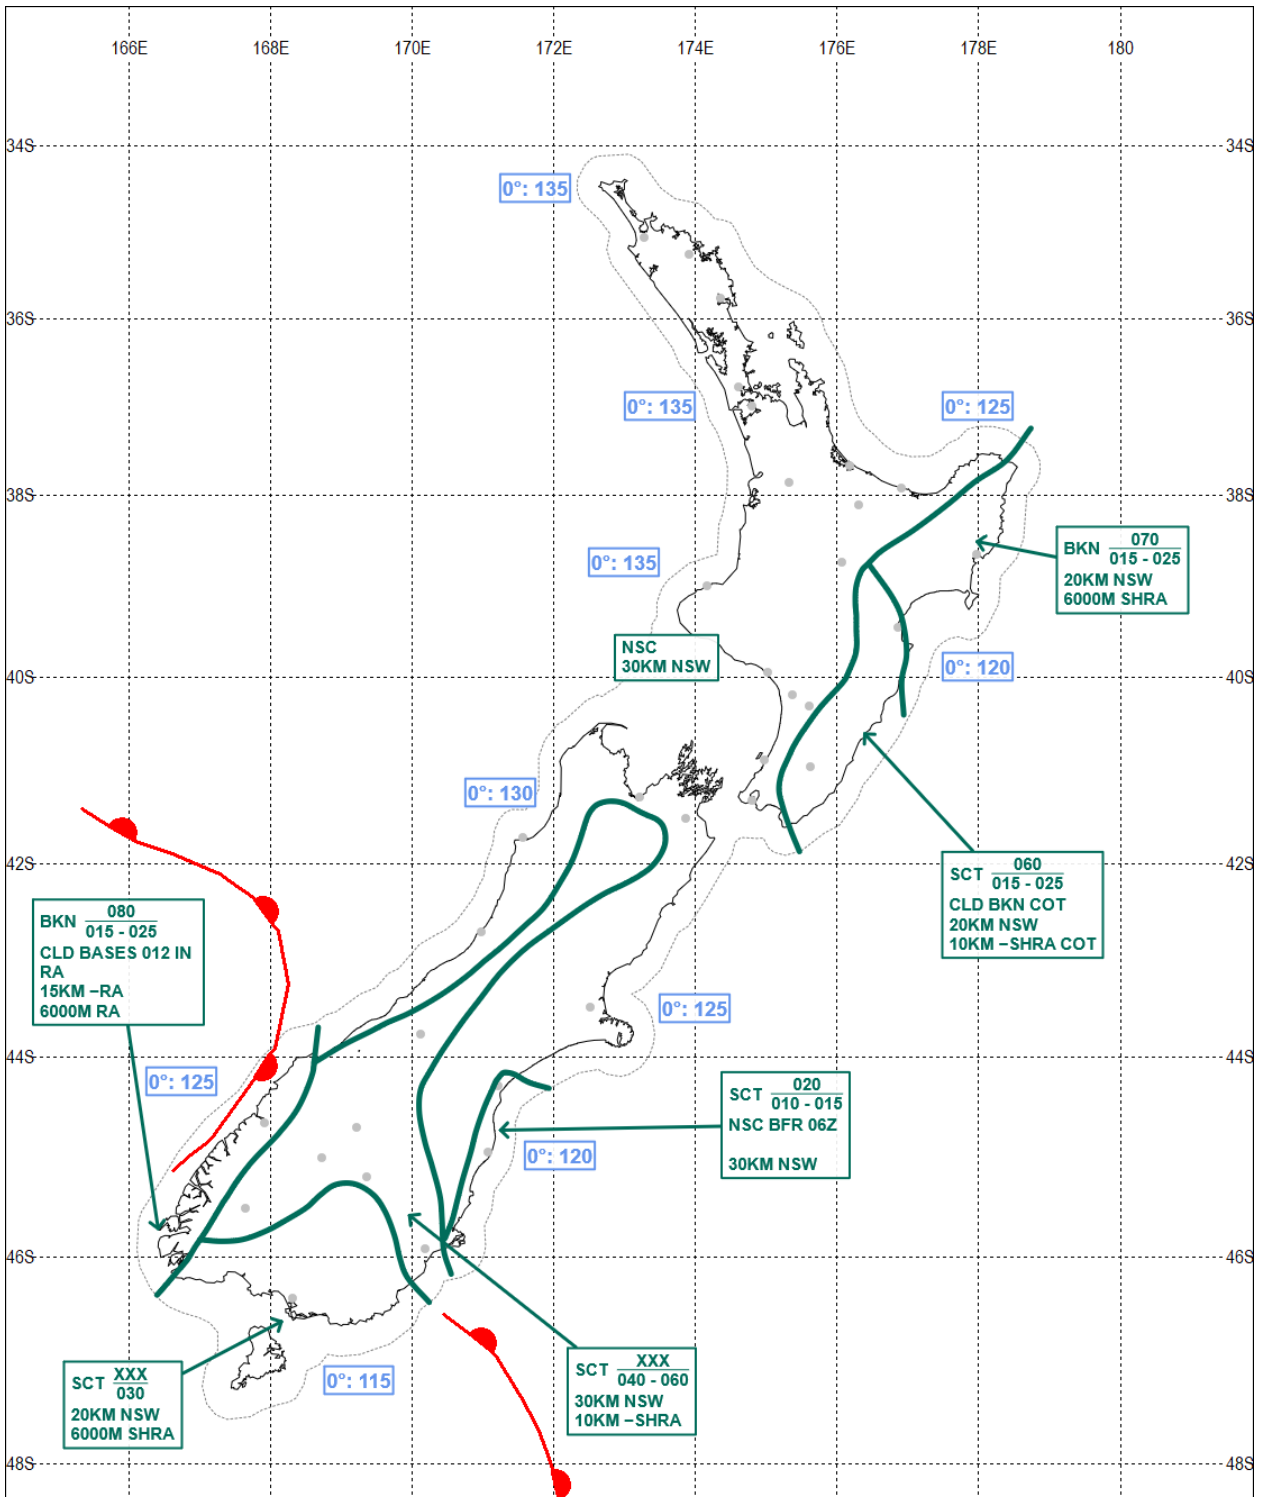 166E 168E 170E 172E 174E 176E 178E 180
34S 34S
0°: 135
36S 36S
0°: 135
0°: 125
38S 38S
BKN 070
015 - 025
20KM NSW
6000M SHRA
0°: 135
NSC
30KM NSW
0°: 120
40S 40S
0°: 130
42S 42S
SCT 060
015 - 025
CLD BKN COT
20KM NSW
10KM –SHRA COT
BKN 080
015 - 025
CLD BASES 012 IN
RA
15KM –RA
6000M RA
0°: 125
44S 44S
0°: 125
SCT 020
010 - 015
NSC BFR 06Z
30KM NSW
0°: 120
46S 46S
SCT XXX
030
20KM NSW
6000M SHRA
0°: 115
SCT XXX
040 - 060
30KM NSW
10KM –SHRA
48S 48S